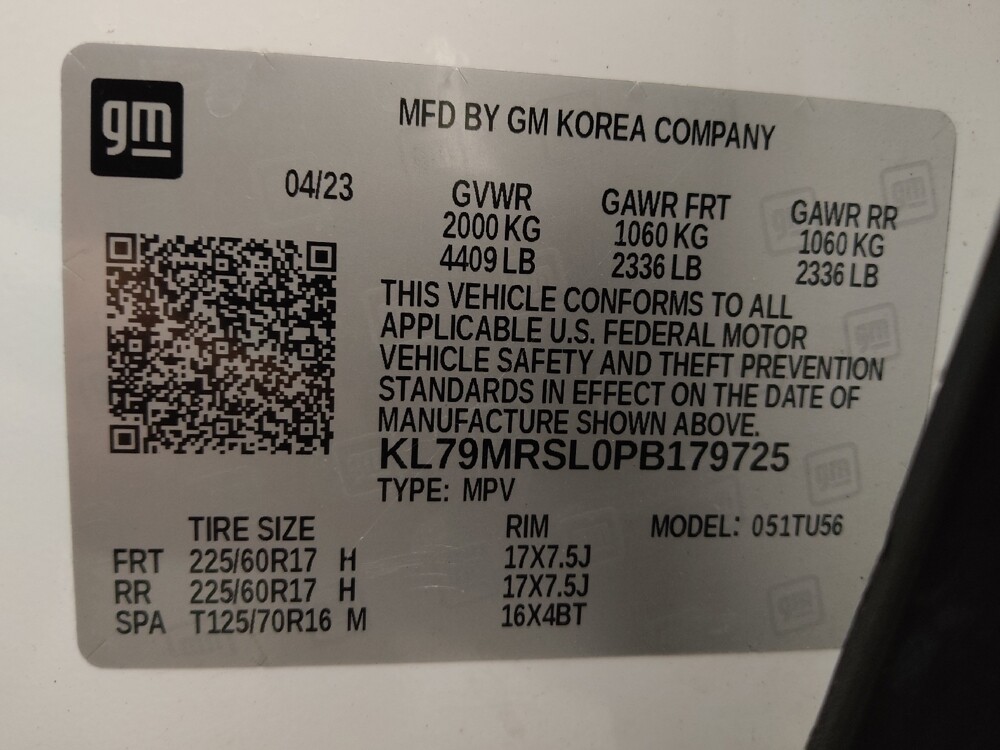 gm
MFD BY GM KOREA COMPANY
04/23 GVWR GAWR FRT GAWR RR
2000 KG 1060 KG 1060 KG
4409 LB 2336 LB 2336 LB
THIS VEHICLE CONFORMS TO ALL
APPLICABLE U.S. FEDERAL MOTOR
VEHICLE SAFETY AND THEFT PREVENTION
STANDARDS IN EFFECT ON THE DATE OF
MANUFACTURE SHOWN ABOVE.
KL79MRSL0PB179725
TYPE: MPV
TIRE SIZE RIM MODEL: 051TU56
FRT 225/60R17 H 17X7.5J
RR 225/60R17 H 17X7.5J
SPA T125/70R16 M 16X4BT